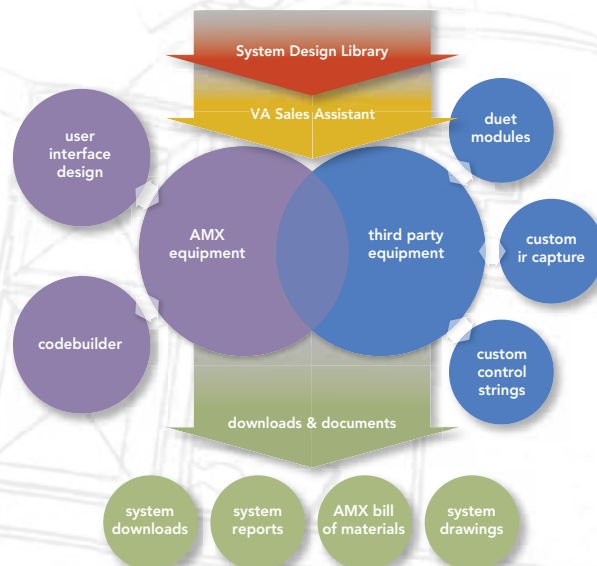 System Design Library
VA Sales Assistant
user
interface
design
duet
modules
AMX
equipment
third party
equipment
custom
ir capture
codebuilder
custom
control
strings
downloads & documents
system
downloads
system
reports
AMX bill
of materials
system
drawings